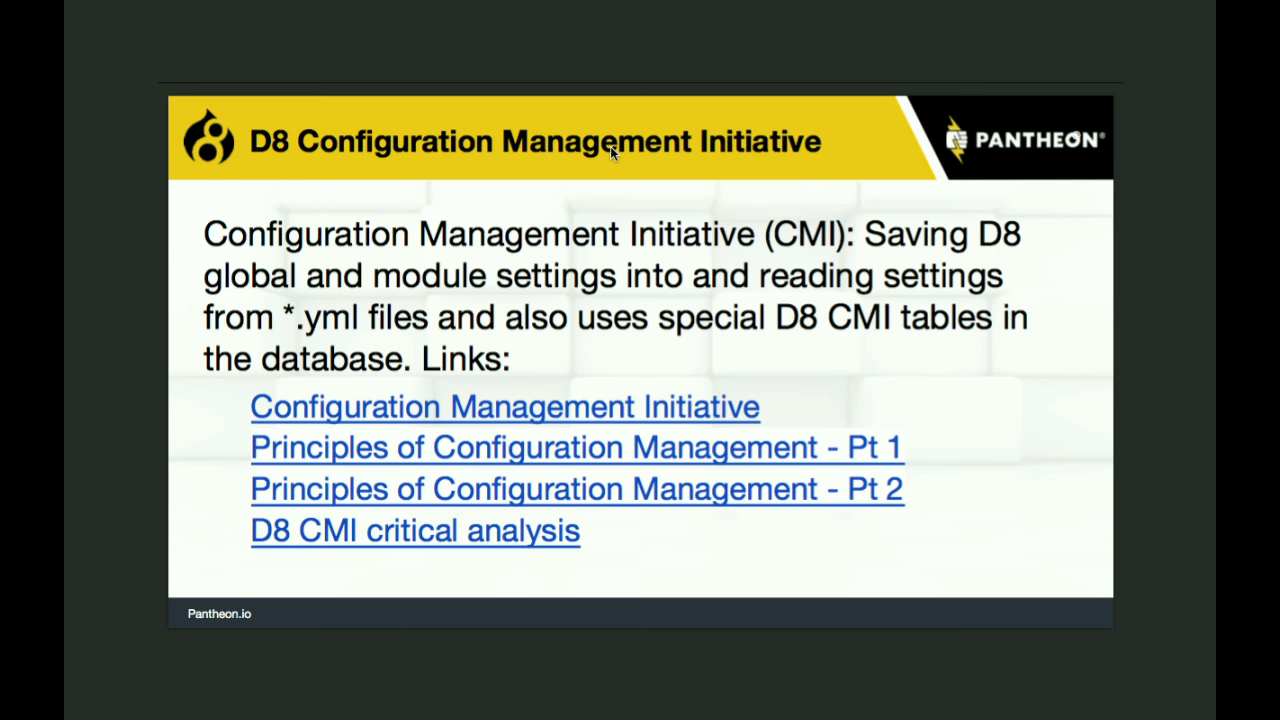 D8 Configuration Management Initiative
PANTHEON®
Configuration Management Initiative (CMI): Saving D8
global and module settings into and reading settings
from *.yml files and also uses special D8 CMI tables in
the database. Links:
Configuration Management Initiative
Principles of Configuration Management - Pt 1
Principles of Configuration Management - Pt 2
D8 CMI critical analysis
Pantheon.io